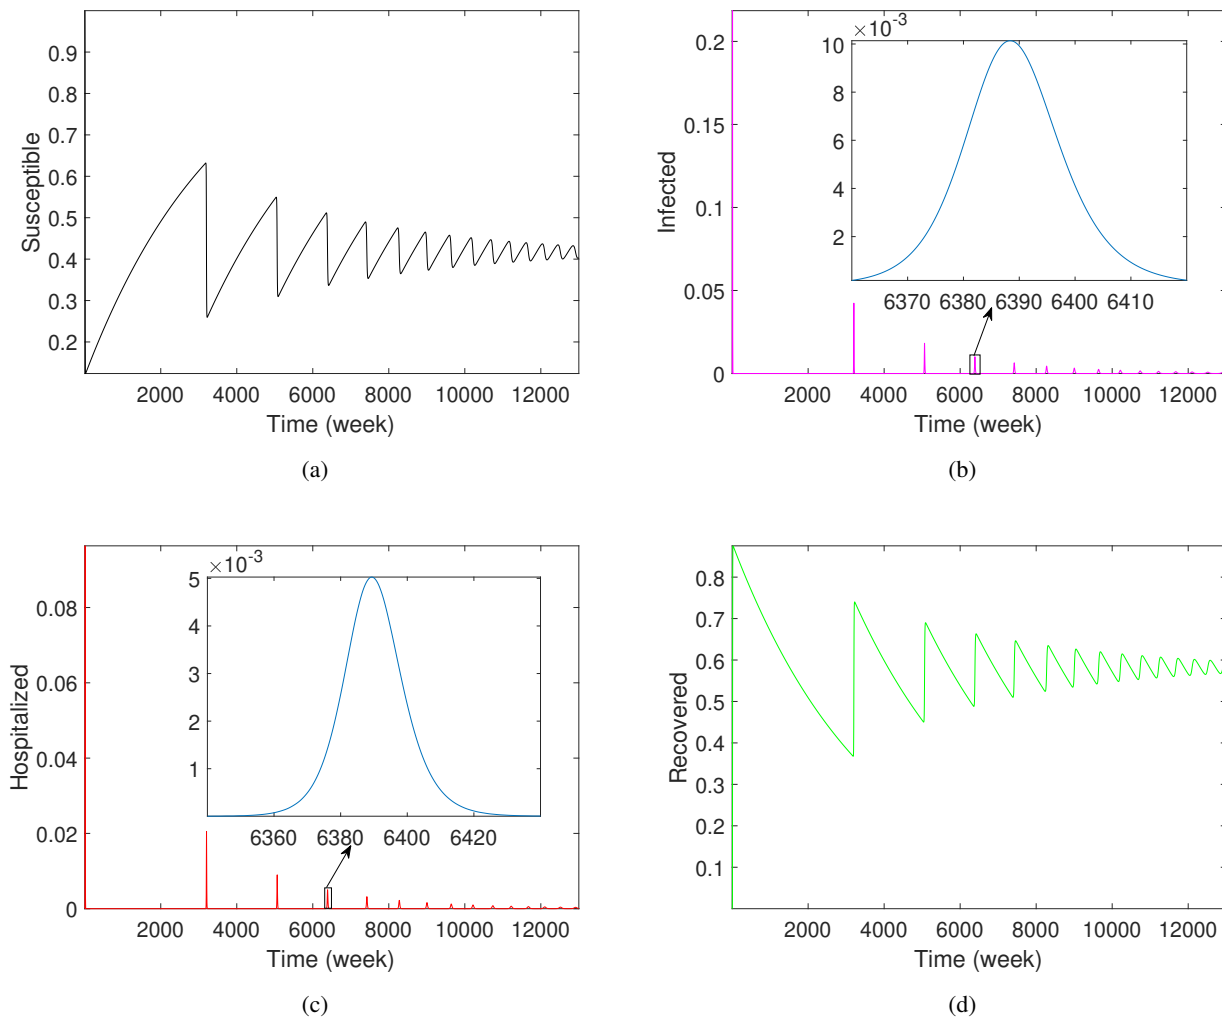 0.9
0.8
0.7
0.6
0.5
0.4
0.3
0.2
Susceptible
2000 4000 6000 8000 10000 12000
Time (week)
(a)
0.2
0.15
0.1
0.05
0
Infected
×10-3
10
8
6
4
2
6370 6380 6390 6400 6410
2000 4000 6000 8000 10000 12000
Time (week)
(b)
0.08
0.06
0.04
0.02
0
Hospitalized
×10-3
5
4
3
2
1
6360 6380 6400 6420
2000 4000 6000 8000 10000 12000
Time (week)
(c)
0.8
0.7
0.6
0.5
0.4
0.3
0.2
0.1
Recovered
2000 4000 6000 8000 10000 12000
Time (week)
(d)